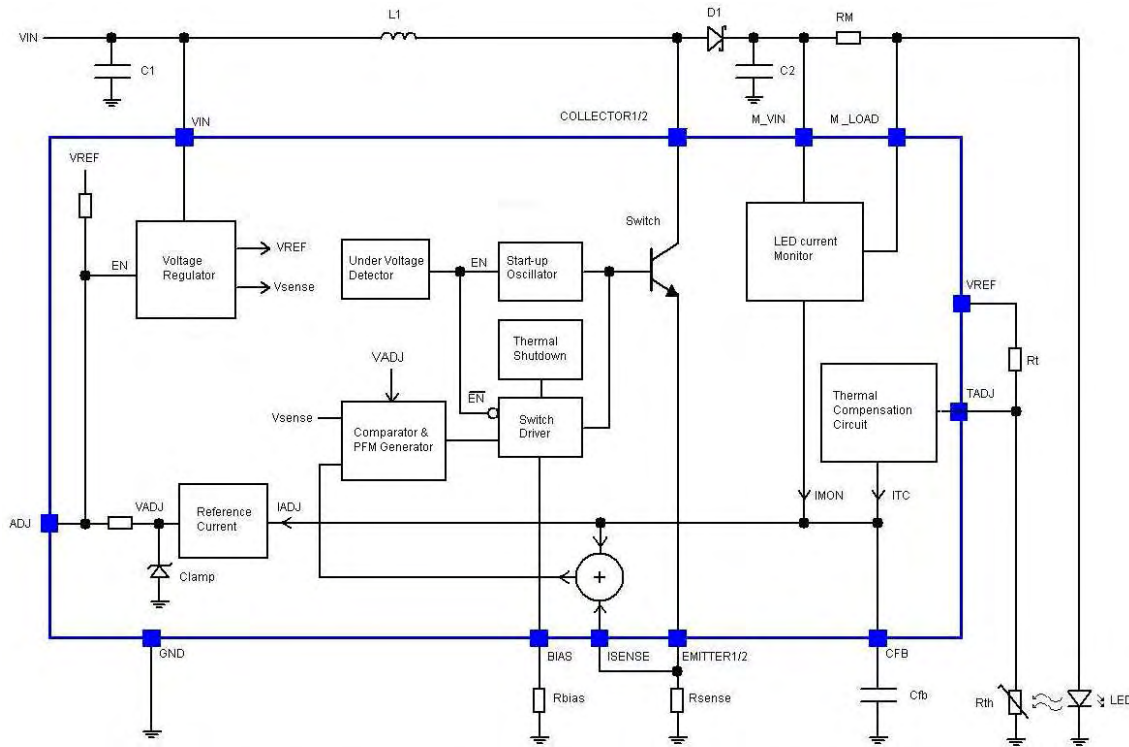 L1
D1
RM
VIN
C1
C2
VIN
COLLECTOR1/2
M_VIN
M_LOAD
VREF
Switch
EN
Voltage
Regulator
VREF
Vsense
Under Voltage
Detector
EN
Start-up
Oscillator
LED current
Monitor
VREF
Thermal
Shutdown
Rt
VADJ
EN
TADJ
Vsense
Comparator &
PFM Generator
Switch
Driver
Thermal
Compensation
Circuit
IMON
ITC
ADJ
VADJ
Reference
Current
IADJ
Clamp
+
GND
BIAS
ISENSE
EMITTER1/2
CFB
Rbias
Rsense
Cfb
Rth
LED